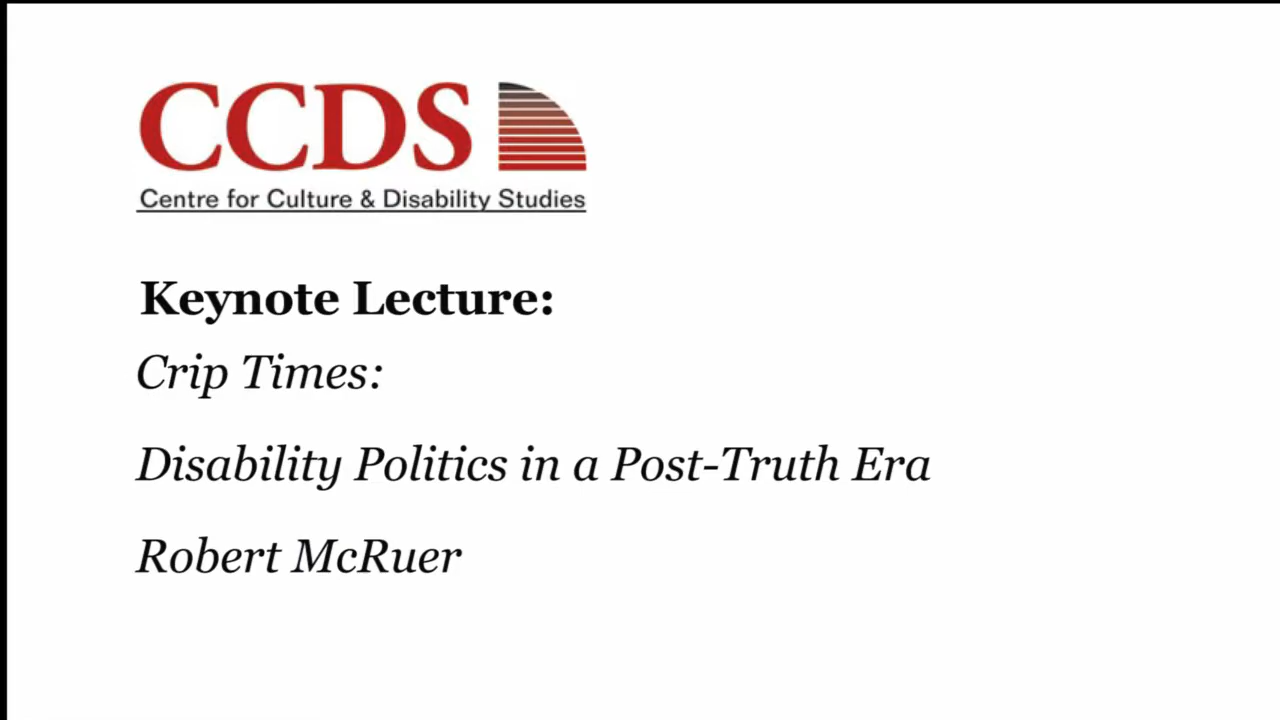 CCDS
Centre for Culture & Disability Studies
Keynote Lecture:
Crip Times:
Disability Politics in a Post-Truth Era
Robert McRuer